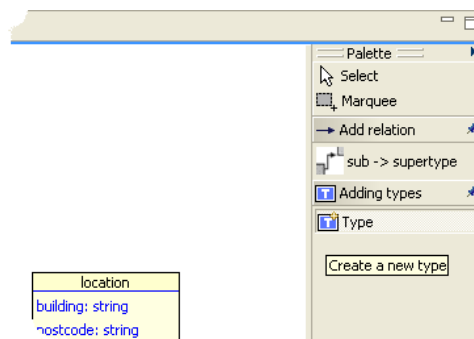 Palette
Select
Marquee
Add relation
sub -> supertype
Adding types
Type
Create a new type
location
building: string
postcode: string